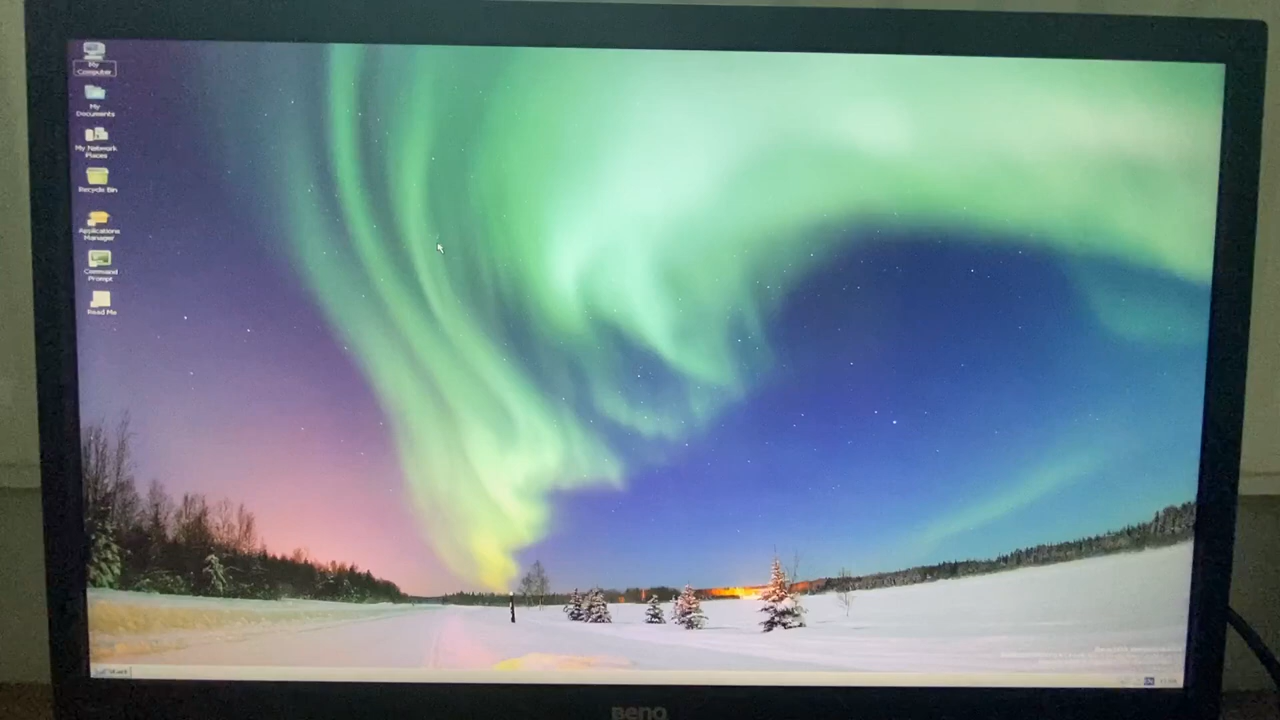 My
Computer
My
Documents
My Network
Places
Recycle Bin
Applications
Manager
Command
Prompt
Read Me
Start
BenQ